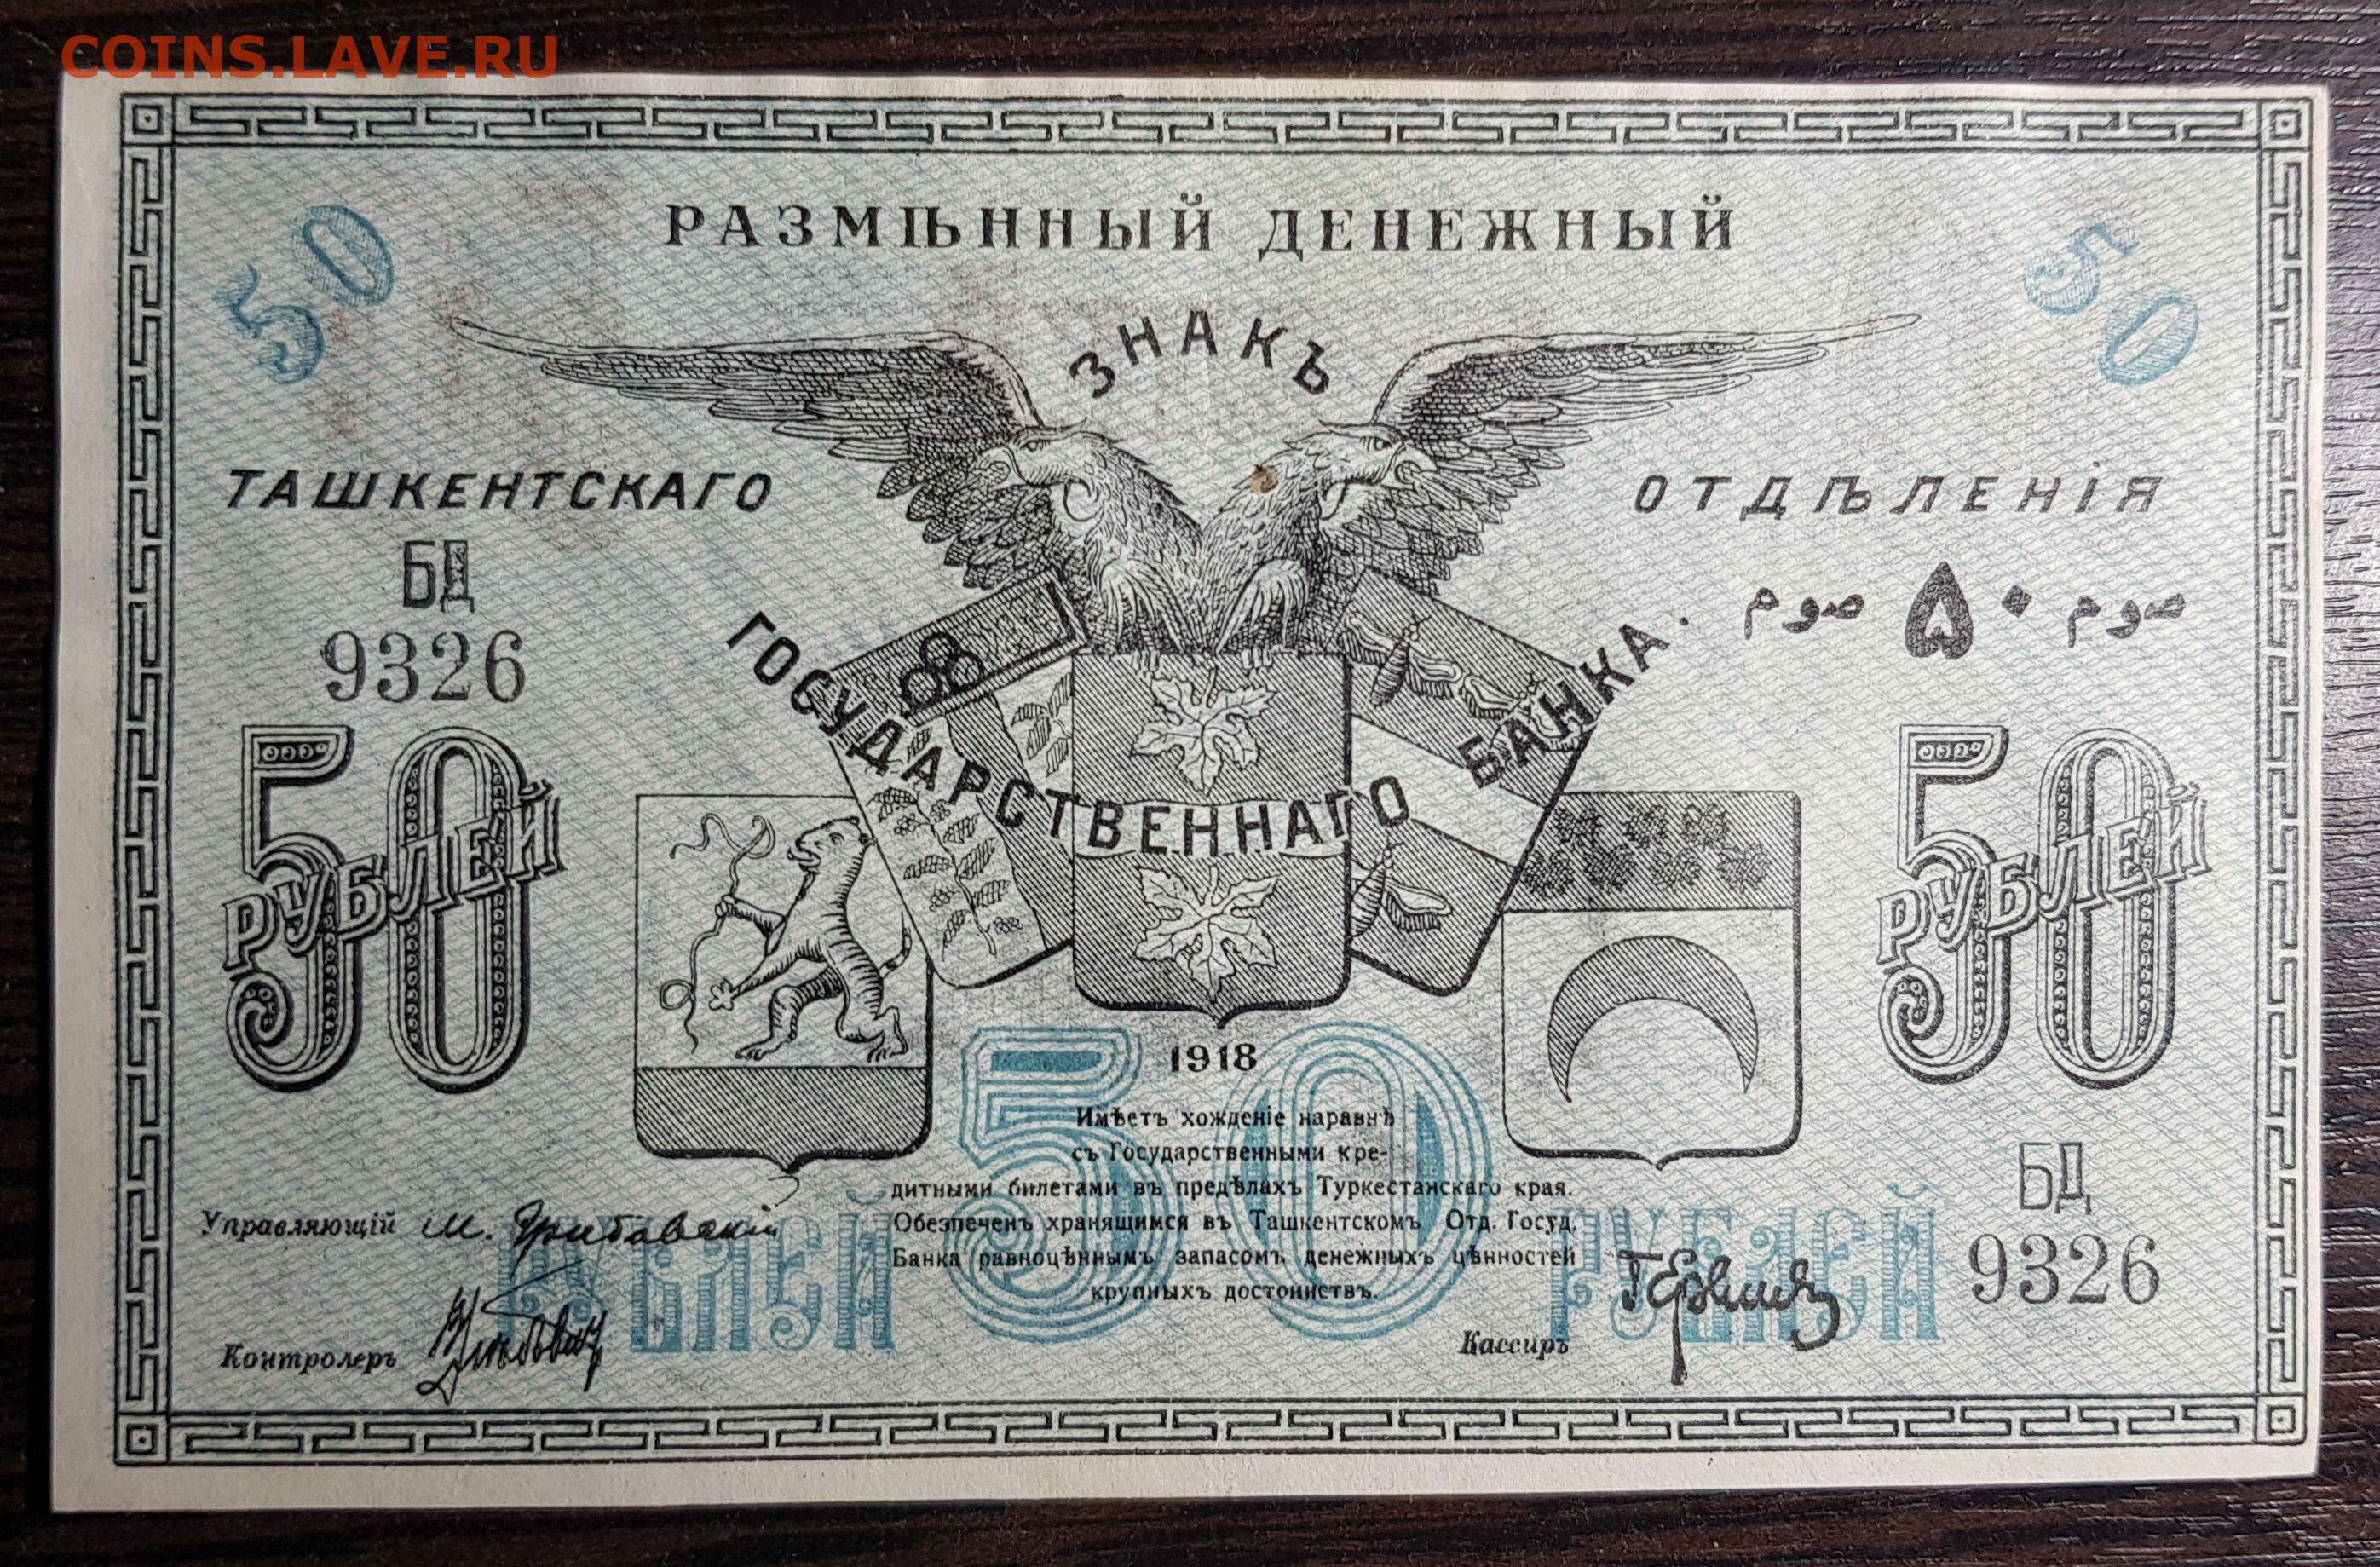 COINS.LAVE.RU
50
50
РАЗМѢННЫЙ ДЕНЕЖНЫЙ
ЗНАКЪ
ТАШКЕНТСКАГО
ОТДѢЛЕНІЯ
ГОСУДАРСТВЕННАГО БАНКА.
БД
9326
صوم ۵۰ صوم
50
РУБЛЕЙ
50
РУБЛЕЙ
1918
50
РУБЛЕЙ
РУБЛЕЙ
Имѣетъ хожденіе наравнѣ
съ Государственными кре-
дитными билетами въ предѣлахъ Туркестанскаго края.
Обезпеченъ хранящимся въ Ташкентскомъ Отд. Госуд.
Банка равноцѣннымъ запасомъ денежныхъ цѣнностей
крупныхъ достоинствъ.
БД
9326
Управляющій М. Грибавскій
Контролеръ
Кассиръ